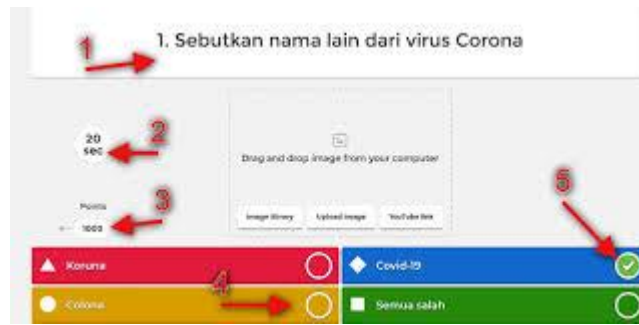 1
1. Sebutkan nama lain dari virus Corona
20
sec
2
Drag and drop image from your computer
Points
1000
3
Image library
Upload image
YouTube link
5
Koruna
Covid-19
4
Colona
Semua salah